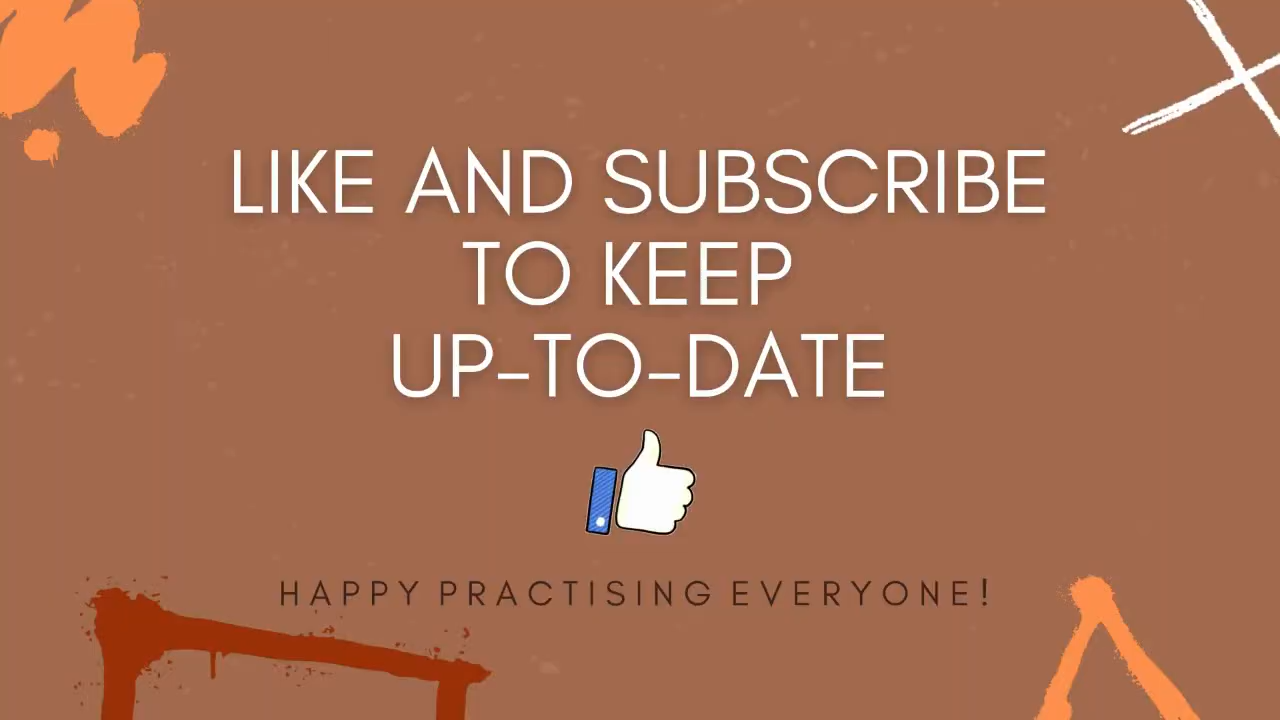 LIKE AND SUBSCRIBE
TO KEEP
UP-TO-DATE
HAPPY PRACTISING EVERYONE!